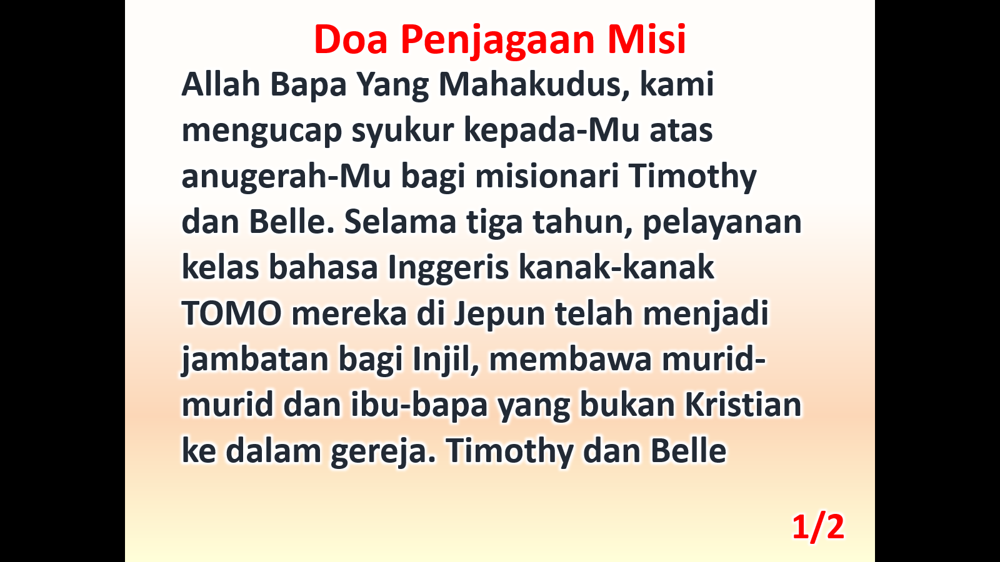 Doa Penjagaan Misi
Allah Bapa Yang Mahakudus, kami
mengucap syukur kepada-Mu atas
anugerah-Mu bagi misionari Timothy
dan Belle. Selama tiga tahun, pelayanan
kelas bahasa Inggeris kanak-kanak
TOMO mereka di Jepun telah menjadi
jambatan bagi Injil, membawa murid-
murid dan ibu-bapa yang bukan Kristian
ke dalam gereja. Timothy dan Belle
1/2